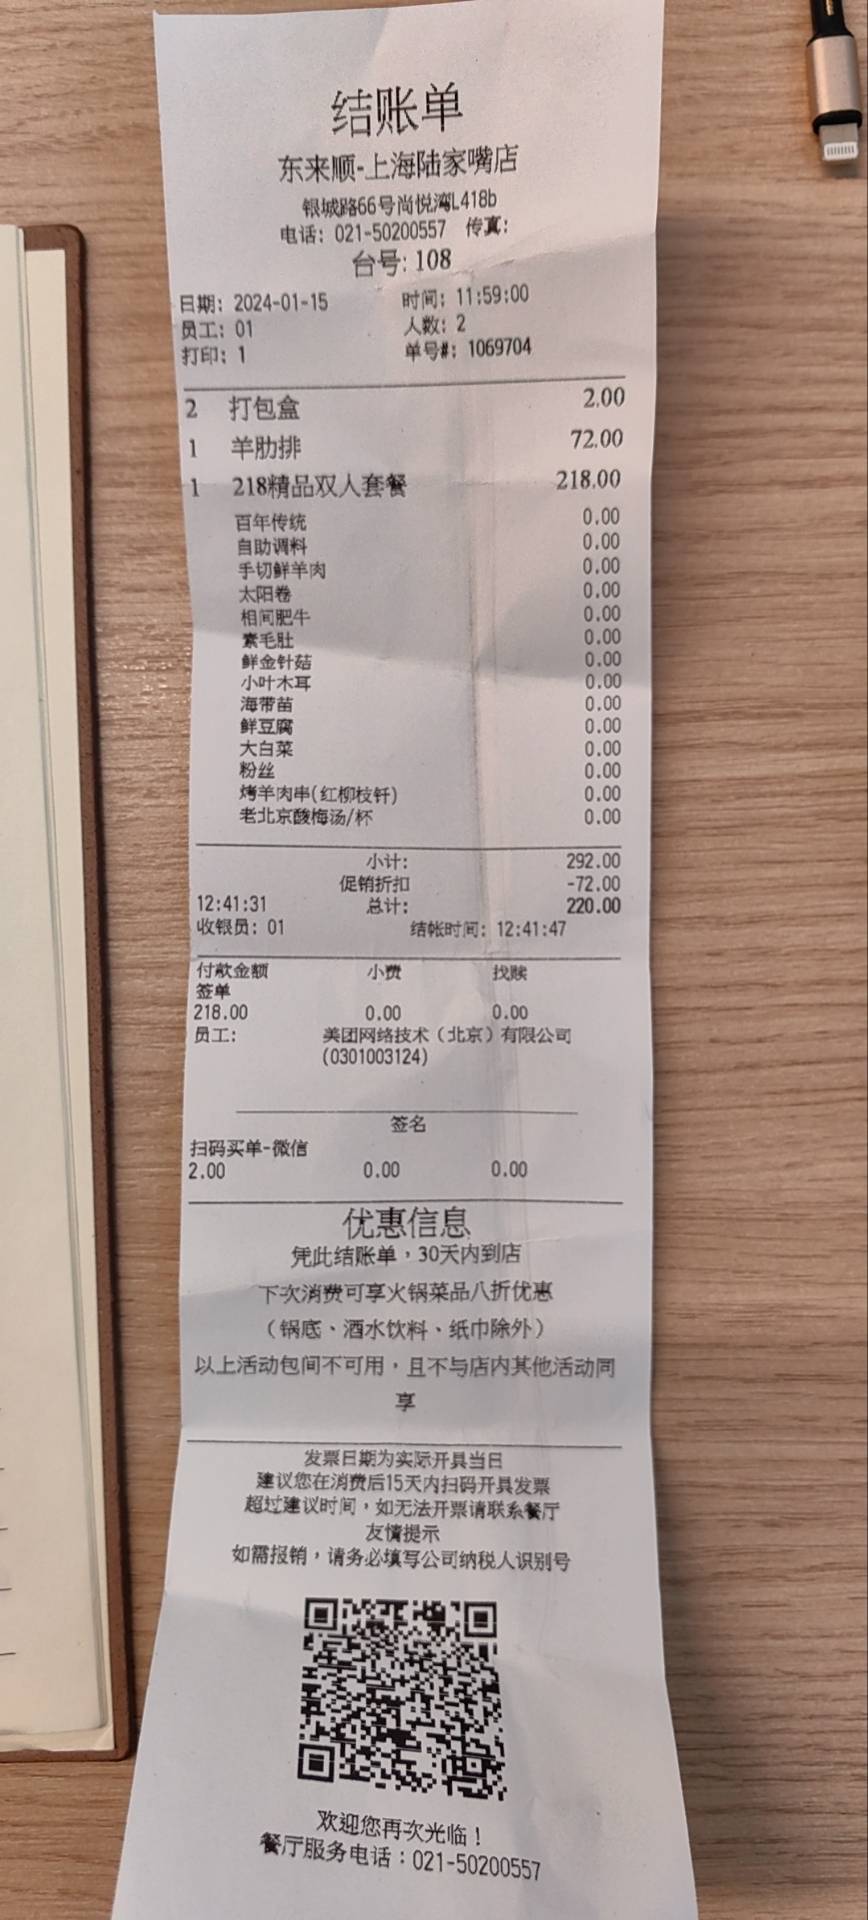 结账单
东来顺-上海陆家嘴店
银城路66号尚悦湾L418b
电话: 021-50200557 传真:
台号: 108
日期: 2024-01-15 时间: 11:59:00
员工: 01 人数: 2
打印: 1 单号#: 1069704
2 打包盒 2.00
1 羊肋排 72.00
1 218精品双人套餐 218.00
百年传统 0.00
自助调料 0.00
手切鲜羊肉 0.00
太阳卷 0.00
相间肥牛 0.00
素毛肚 0.00
鲜金针菇 0.00
小叶木耳 0.00
海带苗 0.00
鲜豆腐 0.00
大白菜 0.00
粉丝 0.00
烤羊肉串(红柳枝钎) 0.00
老北京酸梅汤/杯 0.00
小计: 292.00
促销折扣 -72.00
12:41:31 总计: 220.00
收银员: 01 结帐时间: 12:41:47
付款金额 小费 找赎
签单
218.00 0.00 0.00
员工: 美团网络技术（北京）有限公司
(0301003124)
签名
扫码买单-微信
2.00 0.00 0.00
优惠信息
凭此结账单，30天内到店
下次消费可享火锅菜品八折优惠
（锅底、酒水饮料、纸巾除外）
以上活动包间不可用，且不与店内其他活动同
享
发票日期为实际开具当日
建议您在消费后15天内扫码开具发票
超过建议时间，如无法开票请联系餐厅
友情提示
如需报销，请务必填写公司纳税人识别号
欢迎您再次光临！
餐厅服务电话：021-50200557